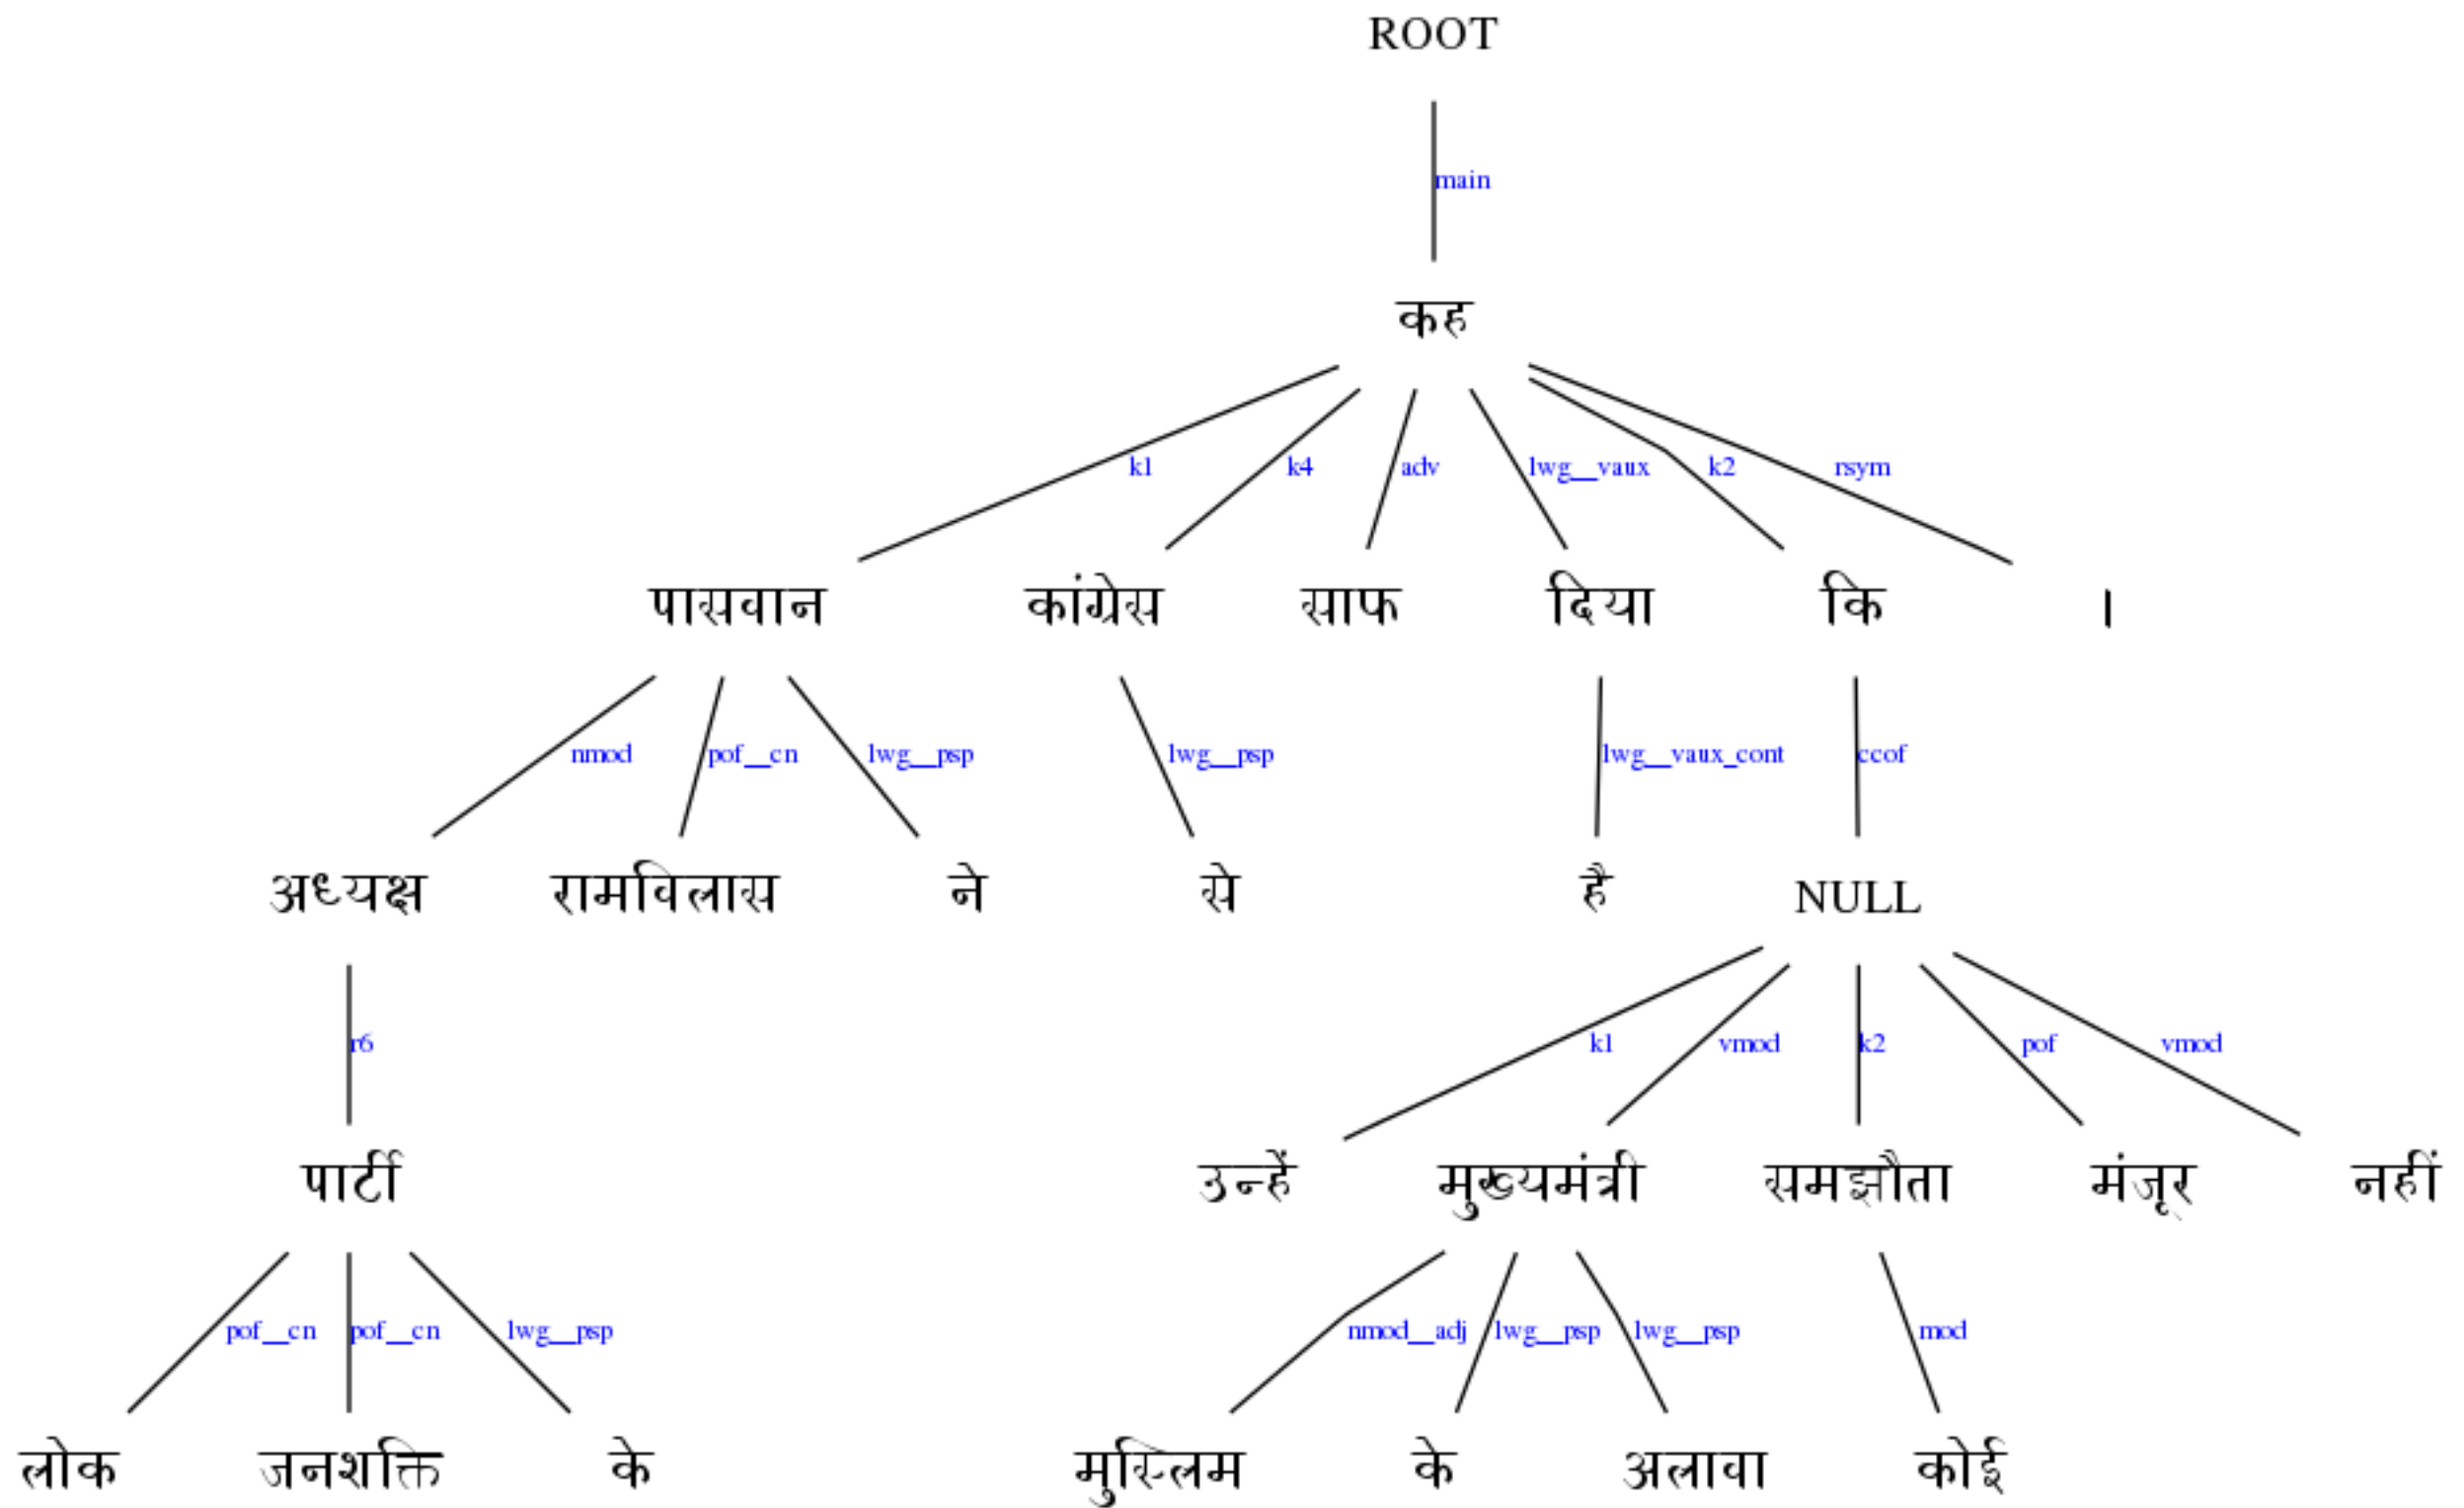 ROOT
main
कह
k1 k4 adv lwg__vaux k2 rsym
पासवान कांग्रेस साफ दिया कि ।
nmod pof__cn lwg__psp lwg__psp lwg__vaux_cont ccof
अध्यक्ष रामविलास ने से है NULL
r6 k1 vmod k2 pof vmod
पार्टी उन्हें मुख्यमंत्री समझौता मंजूर नहीं
pof__cn pof__cn lwg__psp nmod__adj lwg__psp lwg__psp mod
लोक जनशक्ति के मुस्लिम के अलावा कोई